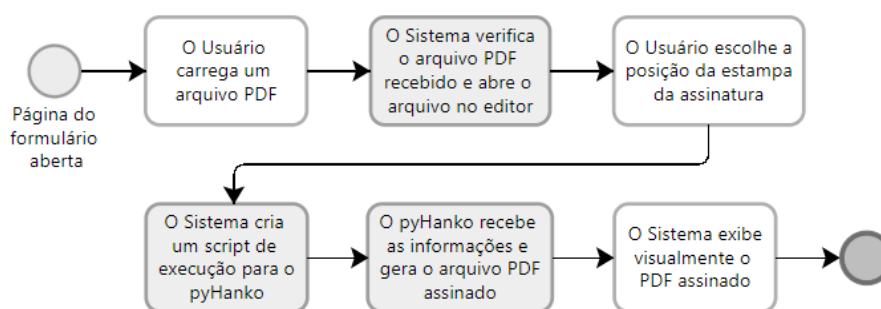 Página do
formulário
aberta
O Usuário
carrega um
arquivo PDF
O Sistema verifica
o arquivo PDF
recebido e abre o
arquivo no editor
O Usuário escolhe a
posição da estampa
da assinatura
O Sistema cria
um script de
execução para o
pyHanko
O pyHanko recebe
as informações e
gera o arquivo PDF
assinado
O Sistema exibe
visualmente o
PDF assinado